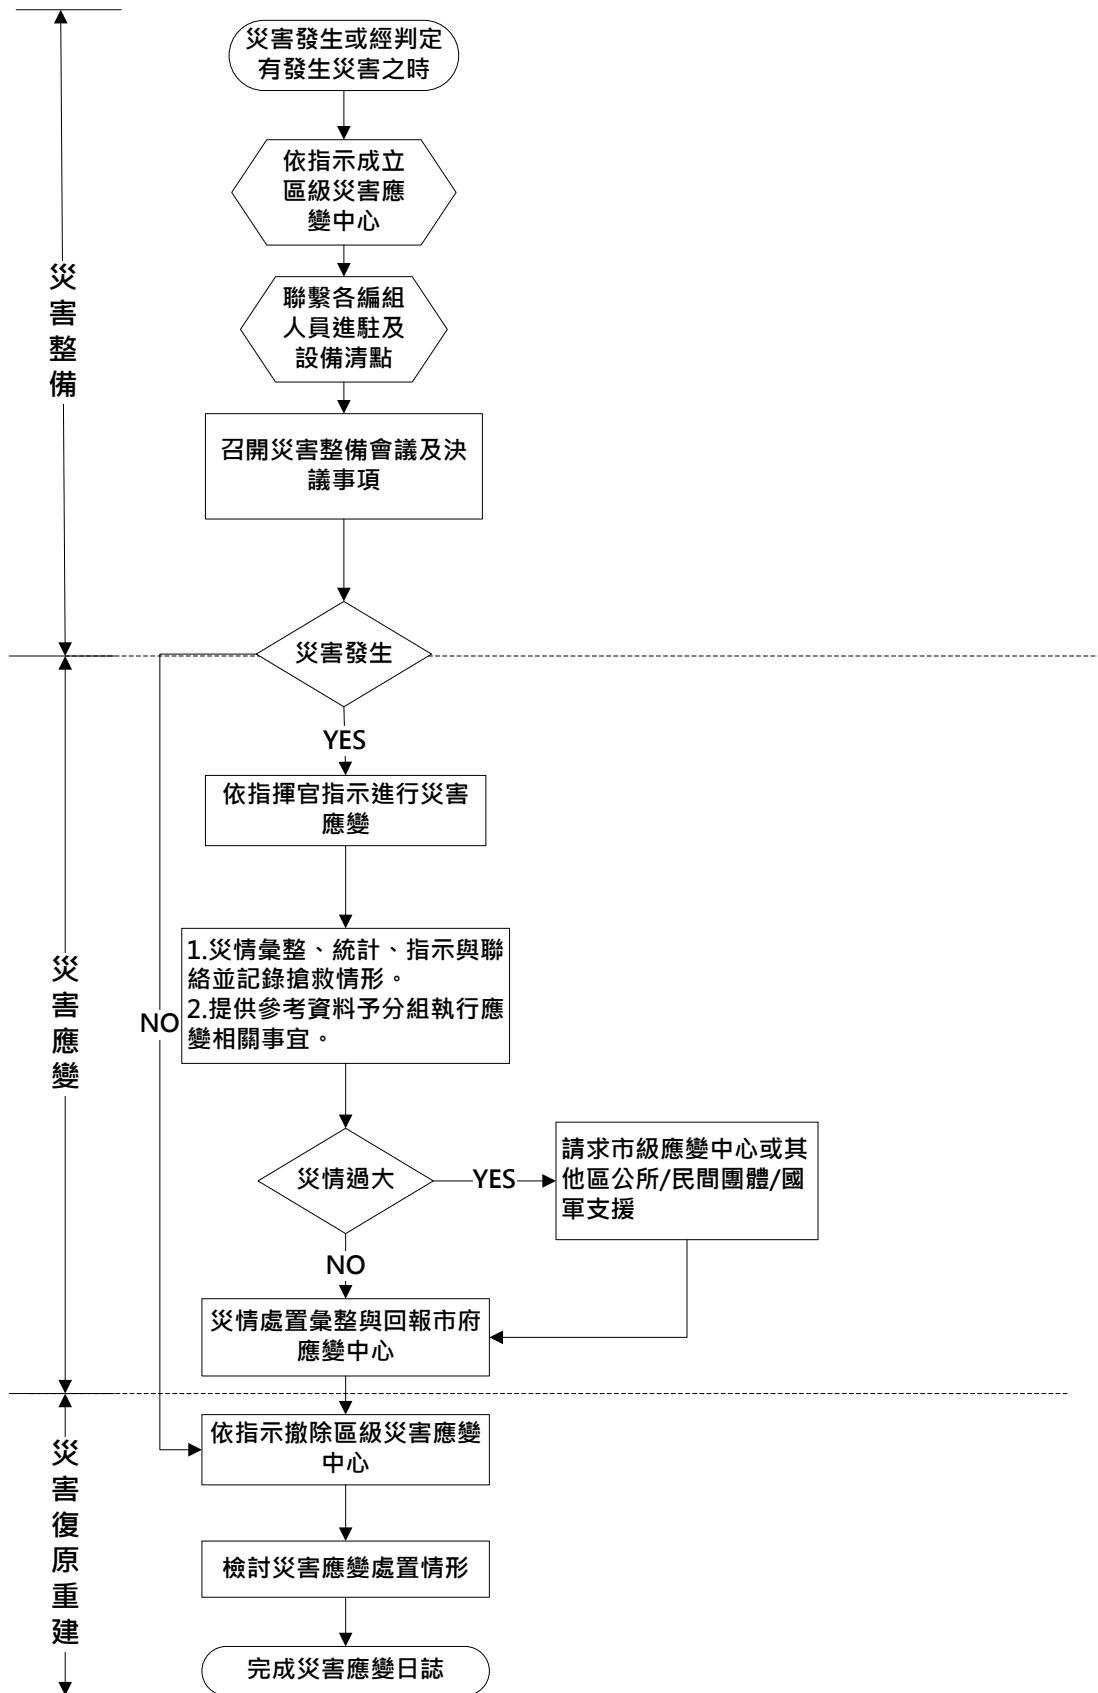 災害發生或經判定
有發生災害之時
依指示成立
區級災害應
變中心
聯繫各編組
人員進駐及
設備清點
災害整備
召開災害整備會議及決
議事項
災害發生
YES
依指揮官指示進行災害
應變
1.災情彙整、統計、指示與聯
絡並記錄搶救情形。
2.提供參考資料予分組執行應
變相關事宜。
NO
災害應變
災情過大
YES
請求市級應變中心或其
他區公所/民間團體/國
軍支援
NO
災情處置彙整與回報市府
應變中心
依指示撤除區級災害應變
中心
災害復原重建
檢討災害應變處置情形
完成災害應變日誌